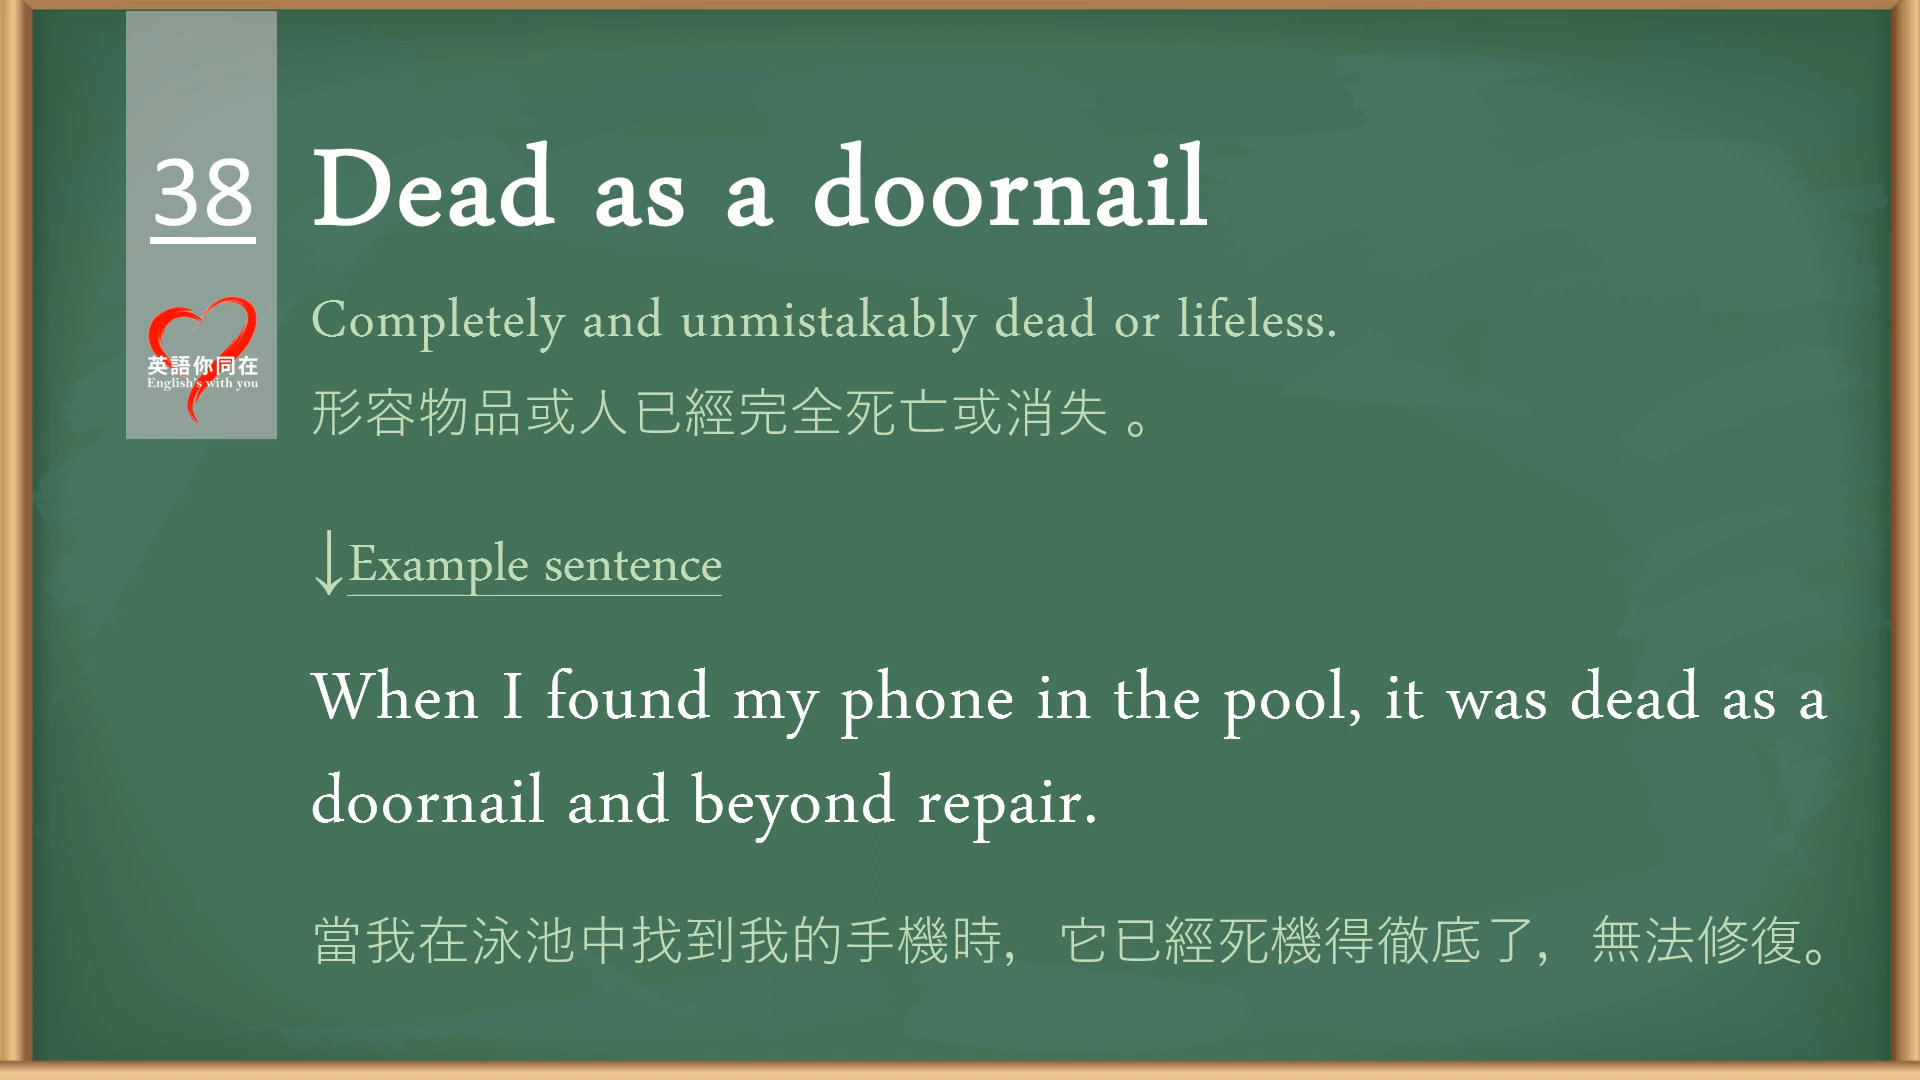 38
Dead as a doornail
英語你同在
English's with you
Completely and unmistakably dead or lifeless.
形容物品或人已經完全死亡或消失 。
↓Example sentence
When I found my phone in the pool, it was dead as a
doornail and beyond repair.
當我在泳池中找到我的手機時，它已經死機得徹底了，無法修復。